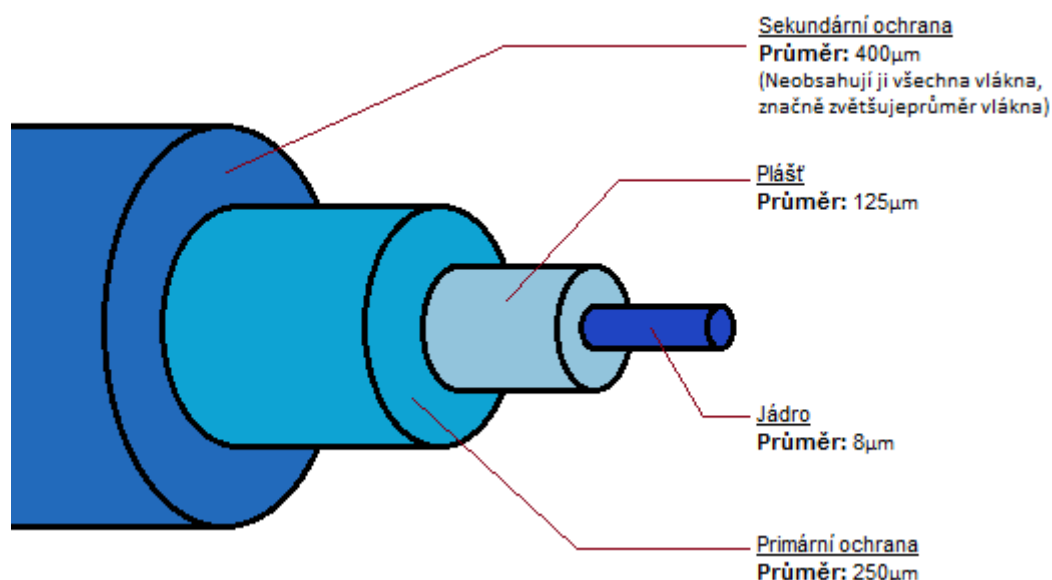 Sekundární ochrana
Průměr: 400µm
(Neobsahují ji všechna vlákna,
značně zvětšujeprůměr vlákna)
Plášť
Průměr: 125µm
Jádro
Průměr: 8µm
Primární ochrana
Průměr: 250µm